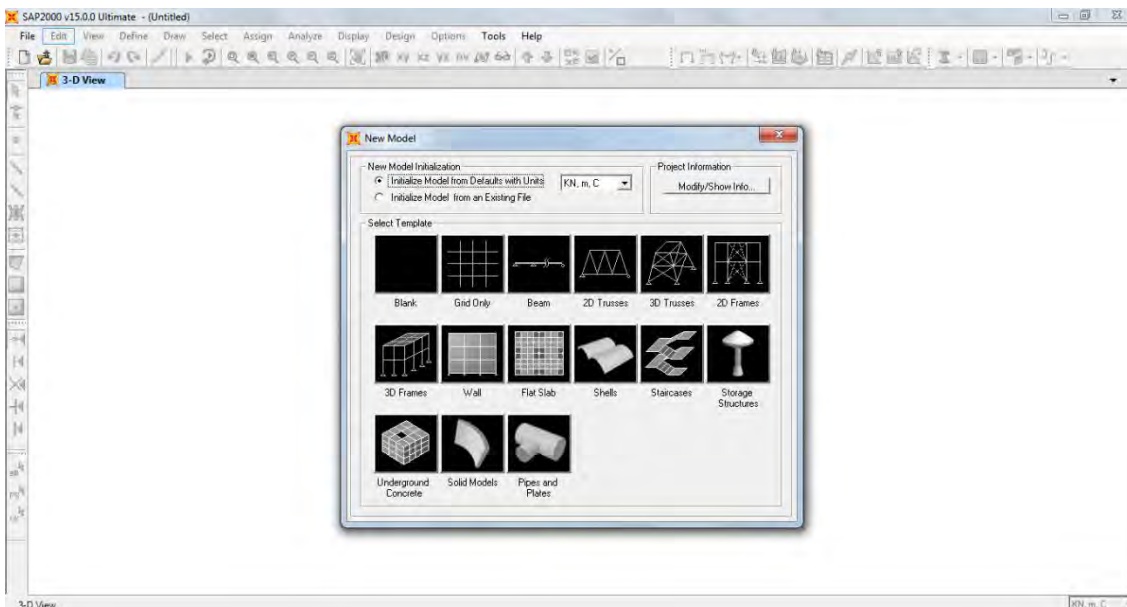 SAP2000 v15.0.0 Ultimate - (Untitled)
File Edit View Define Draw Select Assign Analyze Display Design Options Tools Help
3-D View
New Model
New Model Initialization
Project Information
Initialize Model from Defaults with Units
KN, m, C
Modify/Show Info...
Initialize Model from an Existing File
Select Template
Blank
Grid Only
Beam
2D Trusses
3D Trusses
2D Frames
3D Frames
Wall
Flat Slab
Shells
Staircases
Storage
Structures
Underground
Concrete
Solid Models
Pipes and
Plates
3-D View
KN, m, C